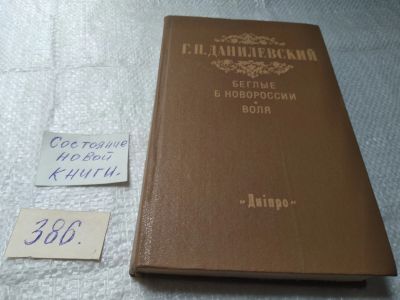 Г.П.ДАНИЛЕВСКИЙ
БЕГЛЫЕ
В НОВОРОССИИ
ВОЛЯ
„Дніпро"
Состояние
новой
книги.
386.